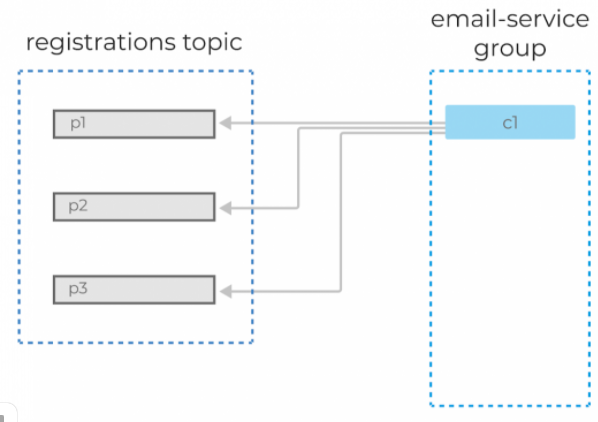 registrations topic
email-service
group
p1
c1
p2
p3